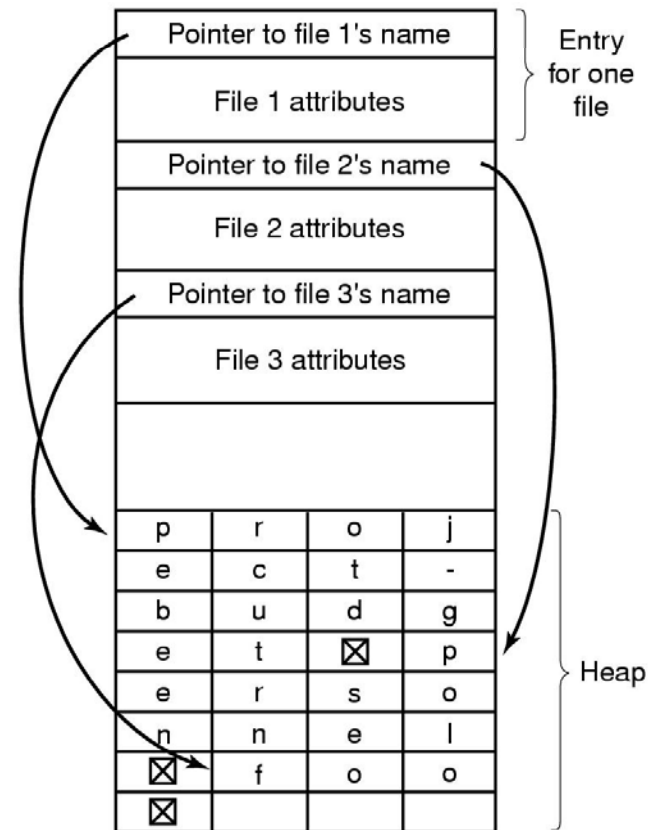 Pointer to file 1's name
Entry
for one
file
File 1 attributes
Pointer to file 2's name
File 2 attributes
Pointer to file 3's name
File 3 attributes
p r o j
e c t -
b u d g
e t ☒ p
e r s o
n n e l
☒ f o o
☒
Heap